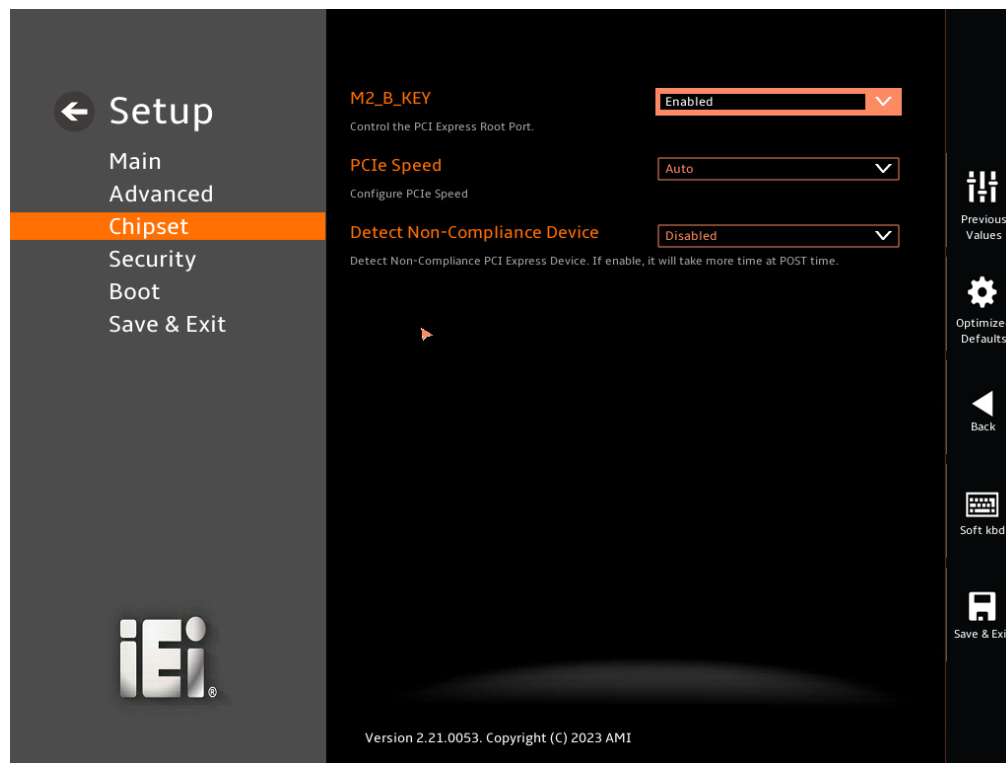 Setup
Main
Advanced
Chipset
Security
Boot
Save & Exit
M2_B_KEY
Enabled
Control the PCI Express Root Port.
PCIe Speed
Auto
Configure PCIe Speed
Detect Non-Compliance Device
Disabled
Detect Non-Compliance PCI Express Device. If enable, it will take more time at POST time.
Previous
Values
Optimize
Defaults
Back
Soft kbd
Save & Exi
iEi®
Version 2.21.0053. Copyright (C) 2023 AMI